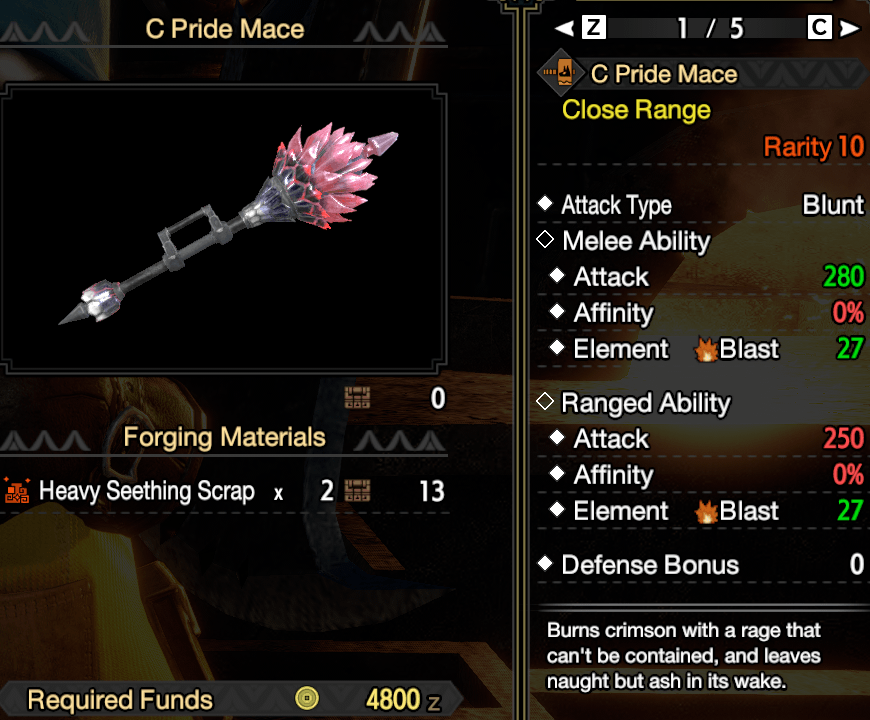 C Pride Mace
0
Forging Materials
Heavy Seething Scrap x 2 13
Required Funds 4800 z
Z 1 / 5 C
C Pride Mace
Close Range
Rarity 10
Attack Type Blunt
Melee Ability
Attack 280
Affinity 0%
Element Blast 27
Ranged Ability
Attack 250
Affinity 0%
Element Blast 27
Defense Bonus 0
Burns crimson with a rage that
can't be contained, and leaves
naught but ash in its wake.